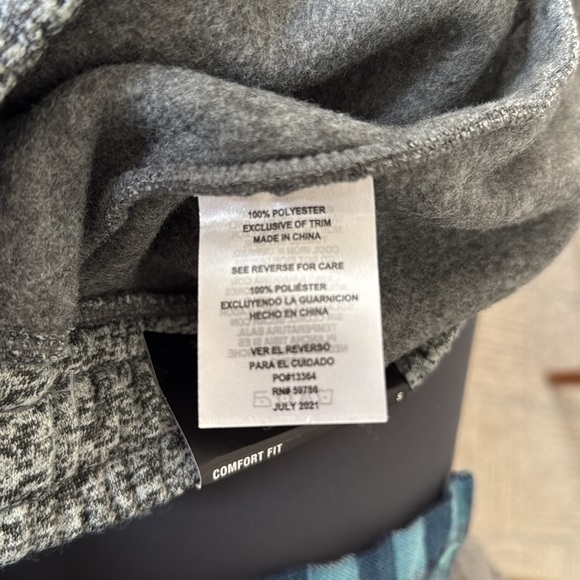 100% POLYESTER
EXCLUSIVE OF TRIM
MADE IN CHINA
SEE REVERSE FOR CARE
100% POLIÉSTER
EXCLUYENDO LA GUARNICION
HECHO EN CHINA
VER EL REVERSO
PARA EL CUIDADO
PO#13364
RN# 59786
JULY 2021
COMFORT FIT
S